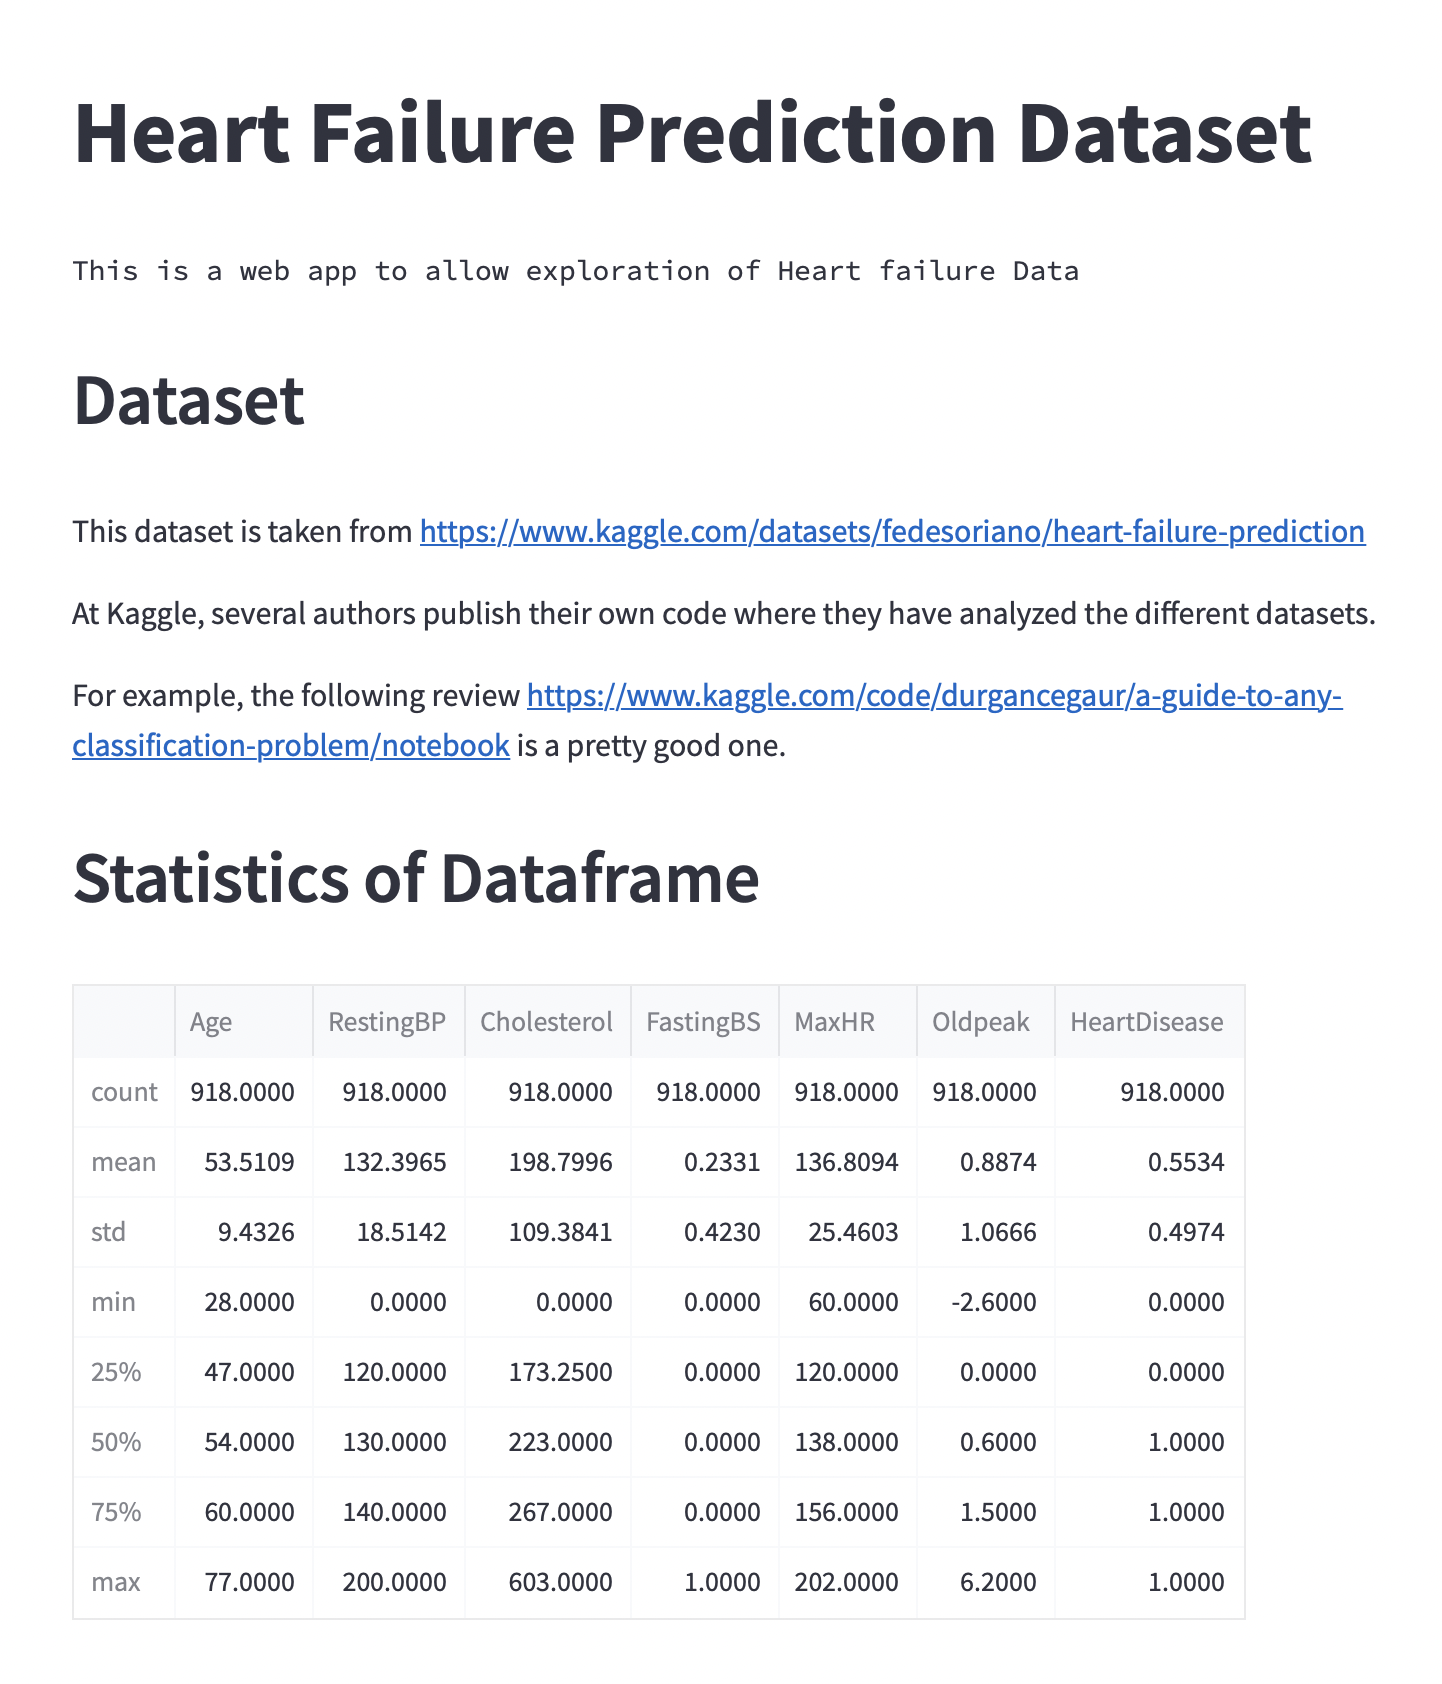 Heart Failure Prediction Dataset
This is a web app to allow exploration of Heart failure Data
Dataset
This dataset is taken from https://www.kaggle.com/datasets/fedesoriano/heart-failure-prediction
At Kaggle, several authors publish their own code where they have analyzed the different datasets.
For example, the following review https://www.kaggle.com/code/durgancegaur/a-guide-to-any-
classification-problem/notebook is a pretty good one.
Statistics of Dataframe
Age RestingBP Cholesterol FastingBS MaxHR Oldpeak HeartDisease
count 918.0000 918.0000 918.0000 918.0000 918.0000 918.0000 918.0000
mean 53.5109 132.3965 198.7996 0.2331 136.8094 0.8874 0.5534
std 9.4326 18.5142 109.3841 0.4230 25.4603 1.0666 0.4974
min 28.0000 0.0000 0.0000 0.0000 60.0000 -2.6000 0.0000
25% 47.0000 120.0000 173.2500 0.0000 120.0000 0.0000 0.0000
50% 54.0000 130.0000 223.0000 0.0000 138.0000 0.6000 1.0000
75% 60.0000 140.0000 267.0000 0.0000 156.0000 1.5000 1.0000
max 77.0000 200.0000 603.0000 1.0000 202.0000 6.2000 1.0000